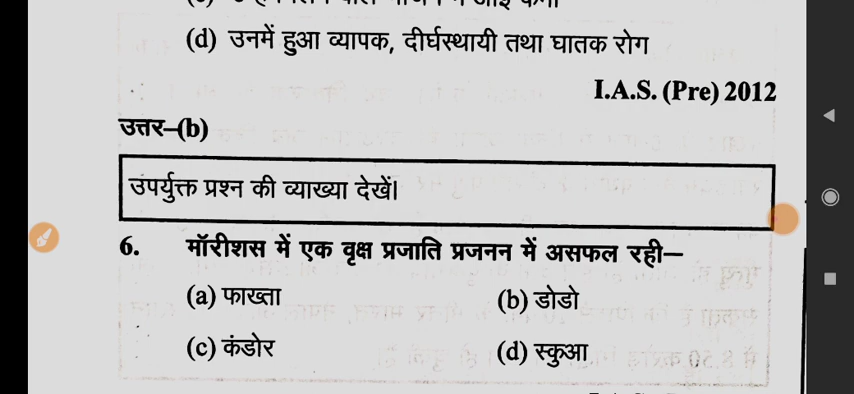 (d) उनमें हुआ व्यापक, दीर्घस्थायी तथा घातक रोग
I.A.S. (Pre) 2012
उत्तर–(b)
उपर्युक्त प्रश्न की व्याख्या देखें।
6. मॉरीशस में एक वृक्ष प्रजाति प्रजनन में असफल रही–
(a) फाख्ता (b) डोडो
(c) कंडोर (d) स्कुआ